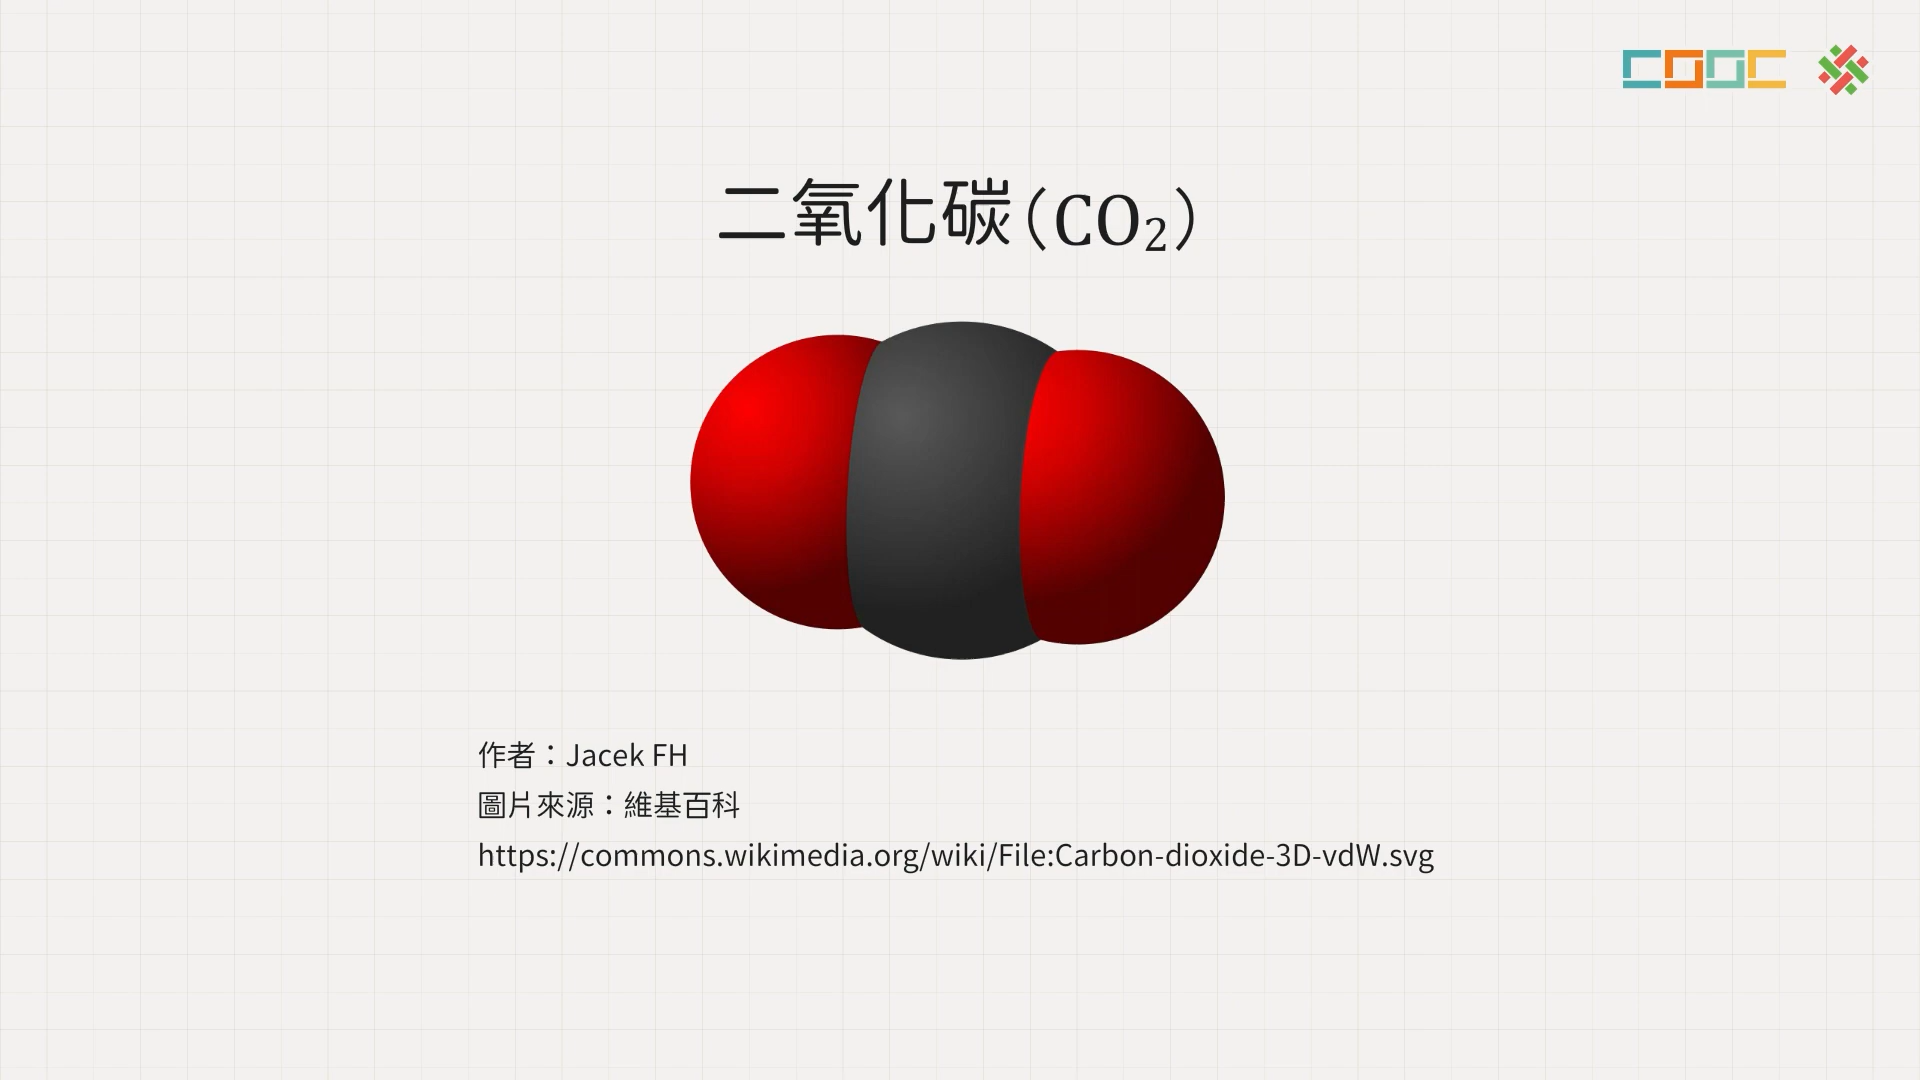 COOC
二氧化碳(CO₂)
作者：Jacek FH
圖片來源：維基百科
https://commons.wikimedia.org/wiki/File:Carbon-dioxide-3D-vdW.svg